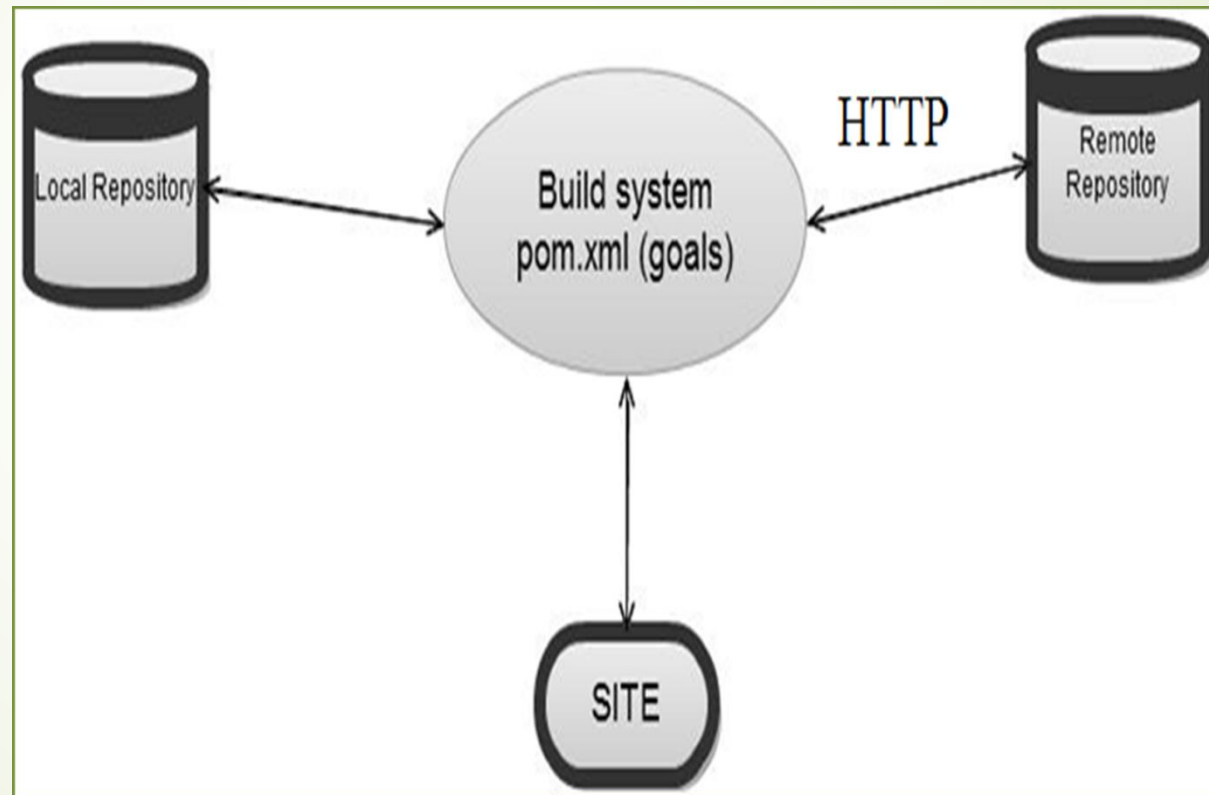 Local Repository
Build system
pom.xml (goals)
HTTP
Remote
Repository
SITE